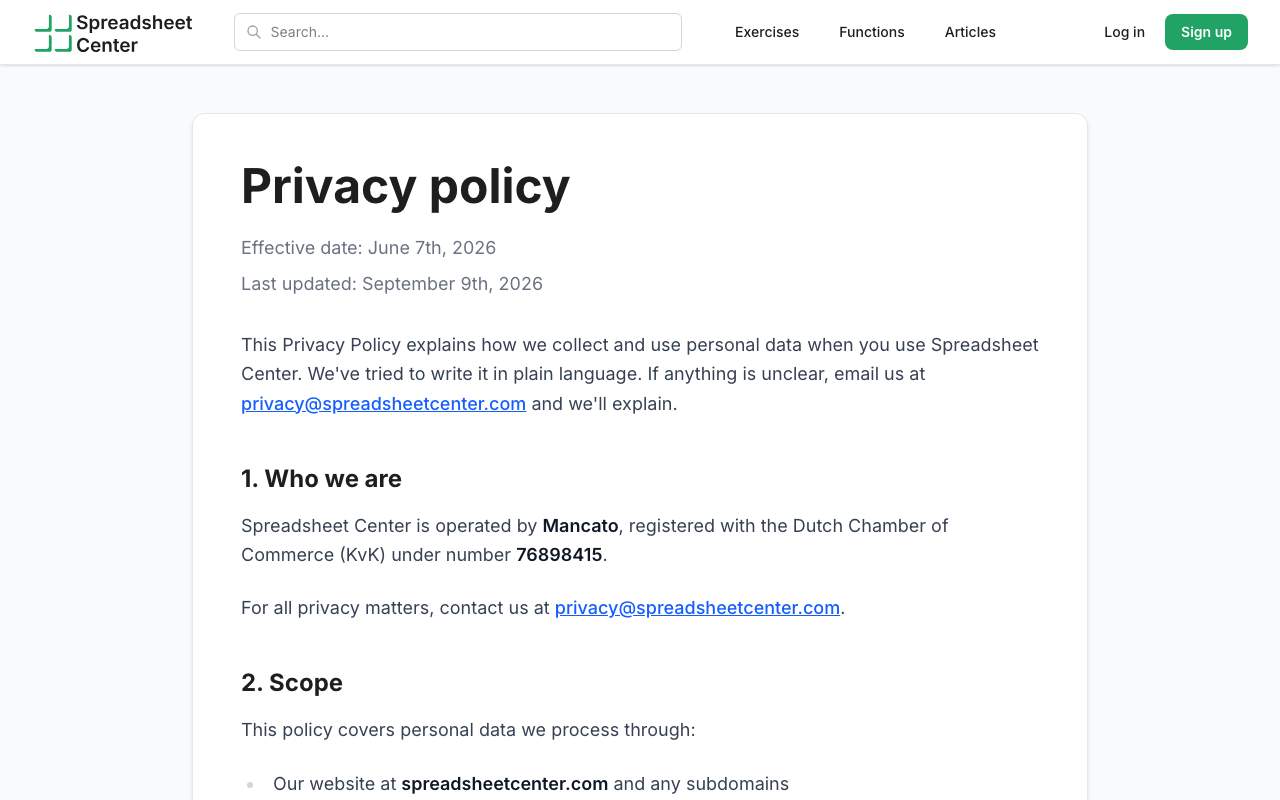 Spreadsheet
Center
Search...
Exercises
Functions
Articles
Log in
Sign up
Privacy policy
Effective date: June 7th, 2026
Last updated: September 9th, 2026
This Privacy Policy explains how we collect and use personal data when you use Spreadsheet
Center. We've tried to write it in plain language. If anything is unclear, email us at
privacy@spreadsheetcenter.com and we'll explain.
1. Who we are
Spreadsheet Center is operated by Mancato, registered with the Dutch Chamber of
Commerce (KvK) under number 76898415.
For all privacy matters, contact us at privacy@spreadsheetcenter.com.
2. Scope
This policy covers personal data we process through:
Our website at spreadsheetcenter.com and any subdomains